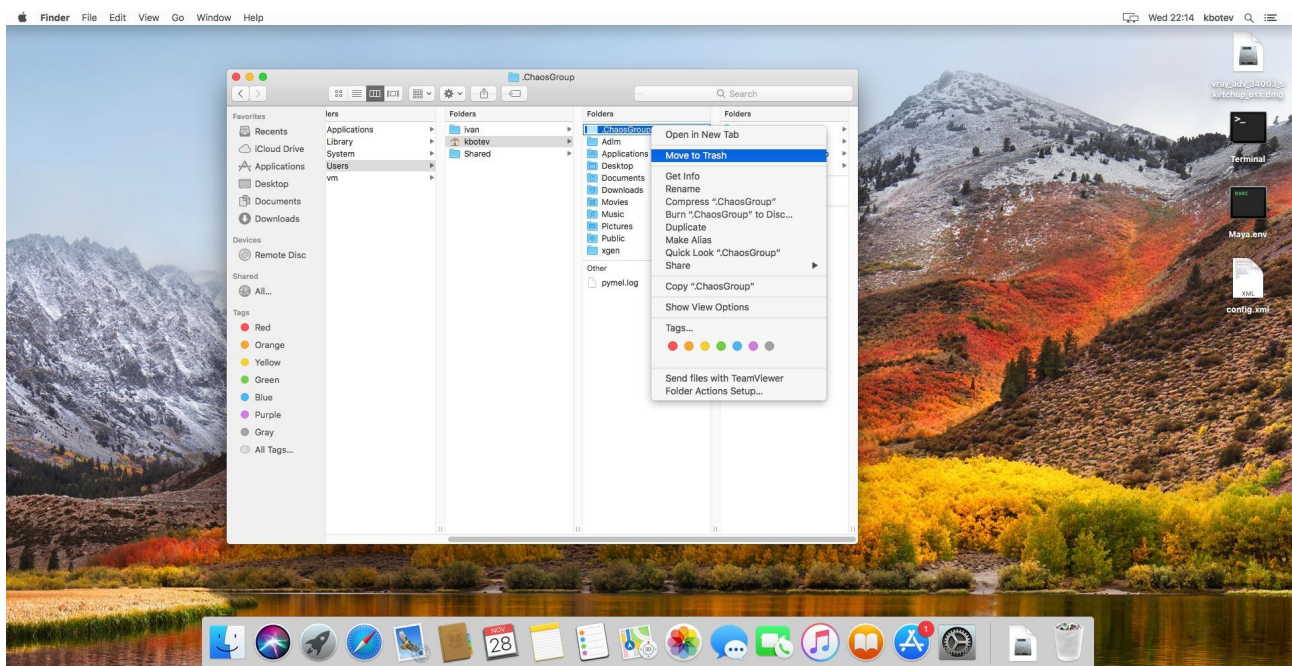 Finder File Edit View Go Window Help
Wed 22:14 kbotev
.ChaosGroup
Search
Favorites
Recents
iCloud Drive
Applications
Desktop
Documents
Downloads
Devices
Remote Disc
Shared
All...
Tags
Red
Orange
Yellow
Green
Blue
Purple
Gray
All Tags...
lers
Applications
Library
System
Users
vm
Folders
ivan
kbotev
Shared
Folders
.ChaosGroup
Adlm
Applications
Desktop
Documents
Downloads
Movies
Music
Pictures
Public
xgen
Other
pymel.log
Folders
Open in New Tab
Move to Trash
Get Info
Rename
Compress “.ChaosGroup”
Burn “.ChaosGroup” to Disc...
Duplicate
Make Alias
Quick Look “.ChaosGroup”
Share
Copy “.ChaosGroup”
Show View Options
Tags...
Send files with TeamViewer
Folder Actions Setup...
Terminal
exec
Maya.env
XML
config.xml
NOV
28
1